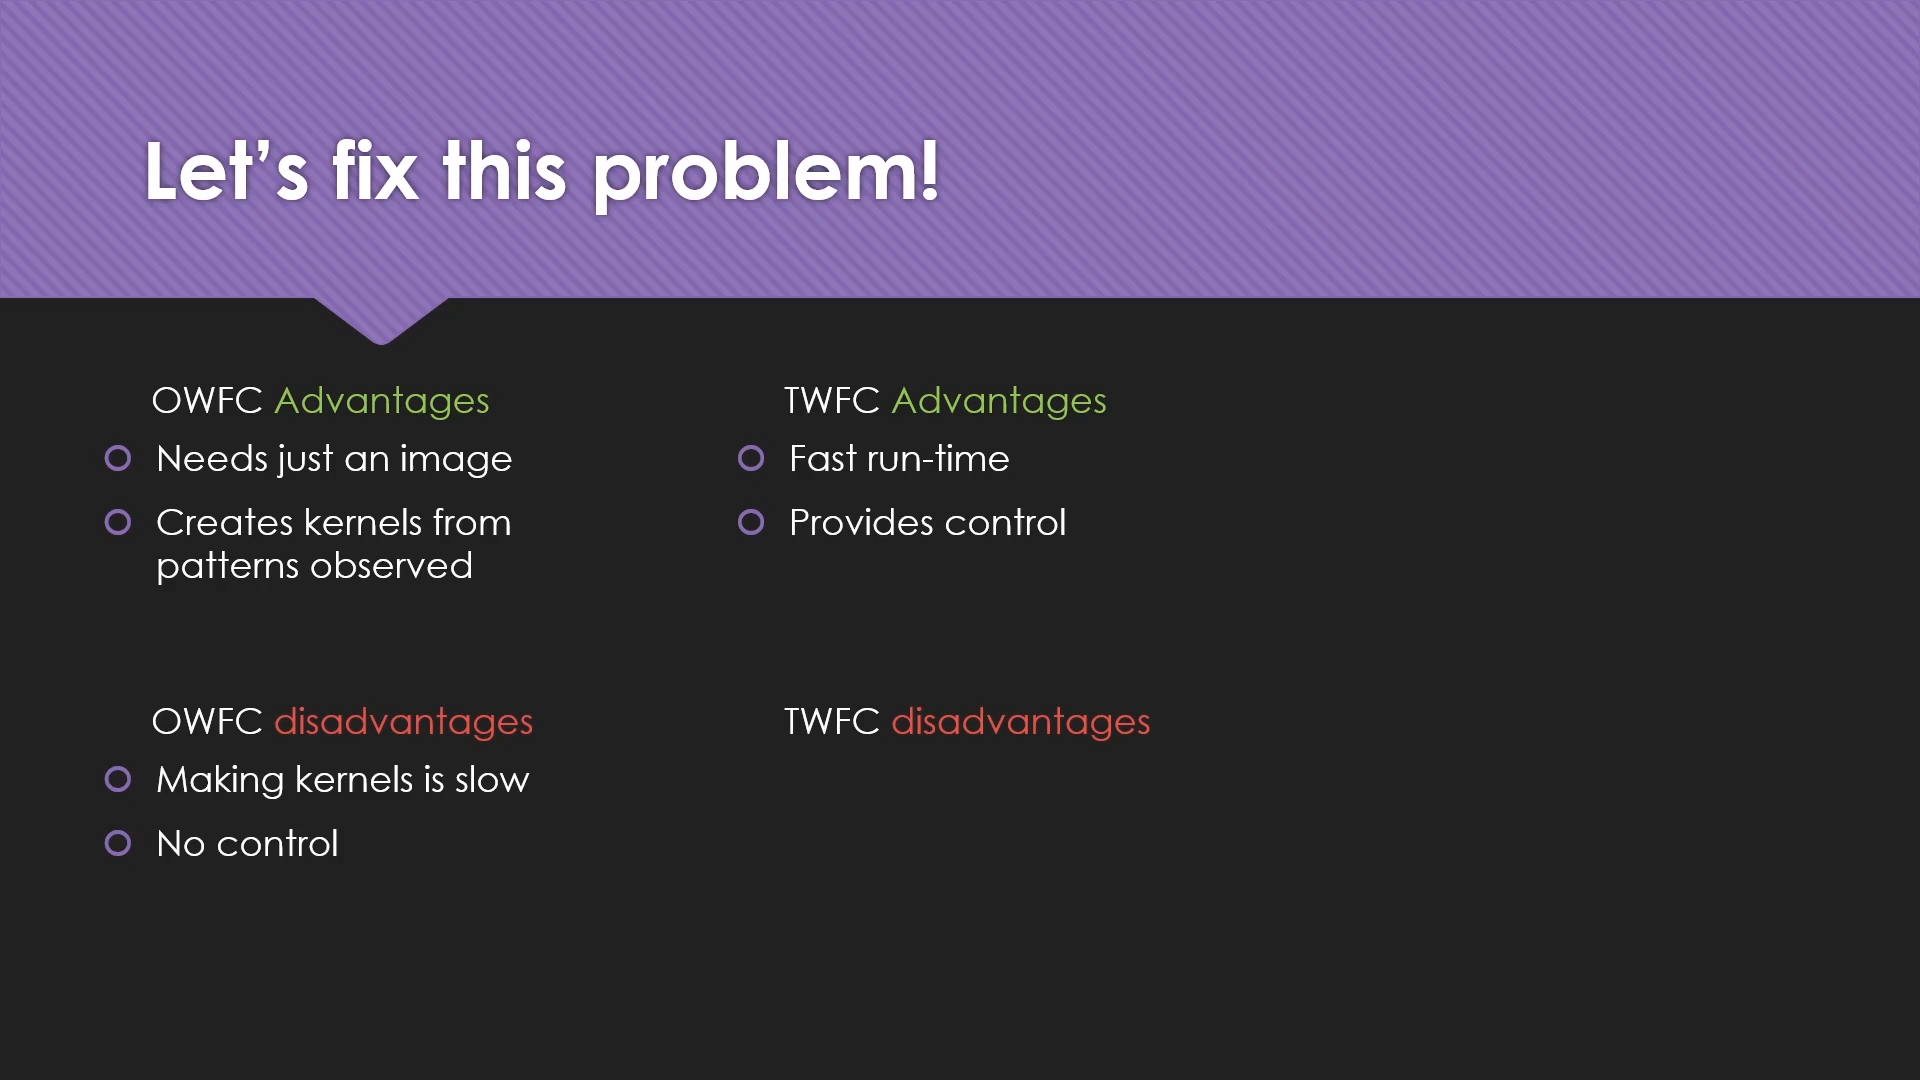 Let’s fix this problem!
OWFC Advantages
Needs just an image
Creates kernels from
patterns observed
OWFC disadvantages
Making kernels is slow
No control
TWFC Advantages
Fast run-time
Provides control
TWFC disadvantages